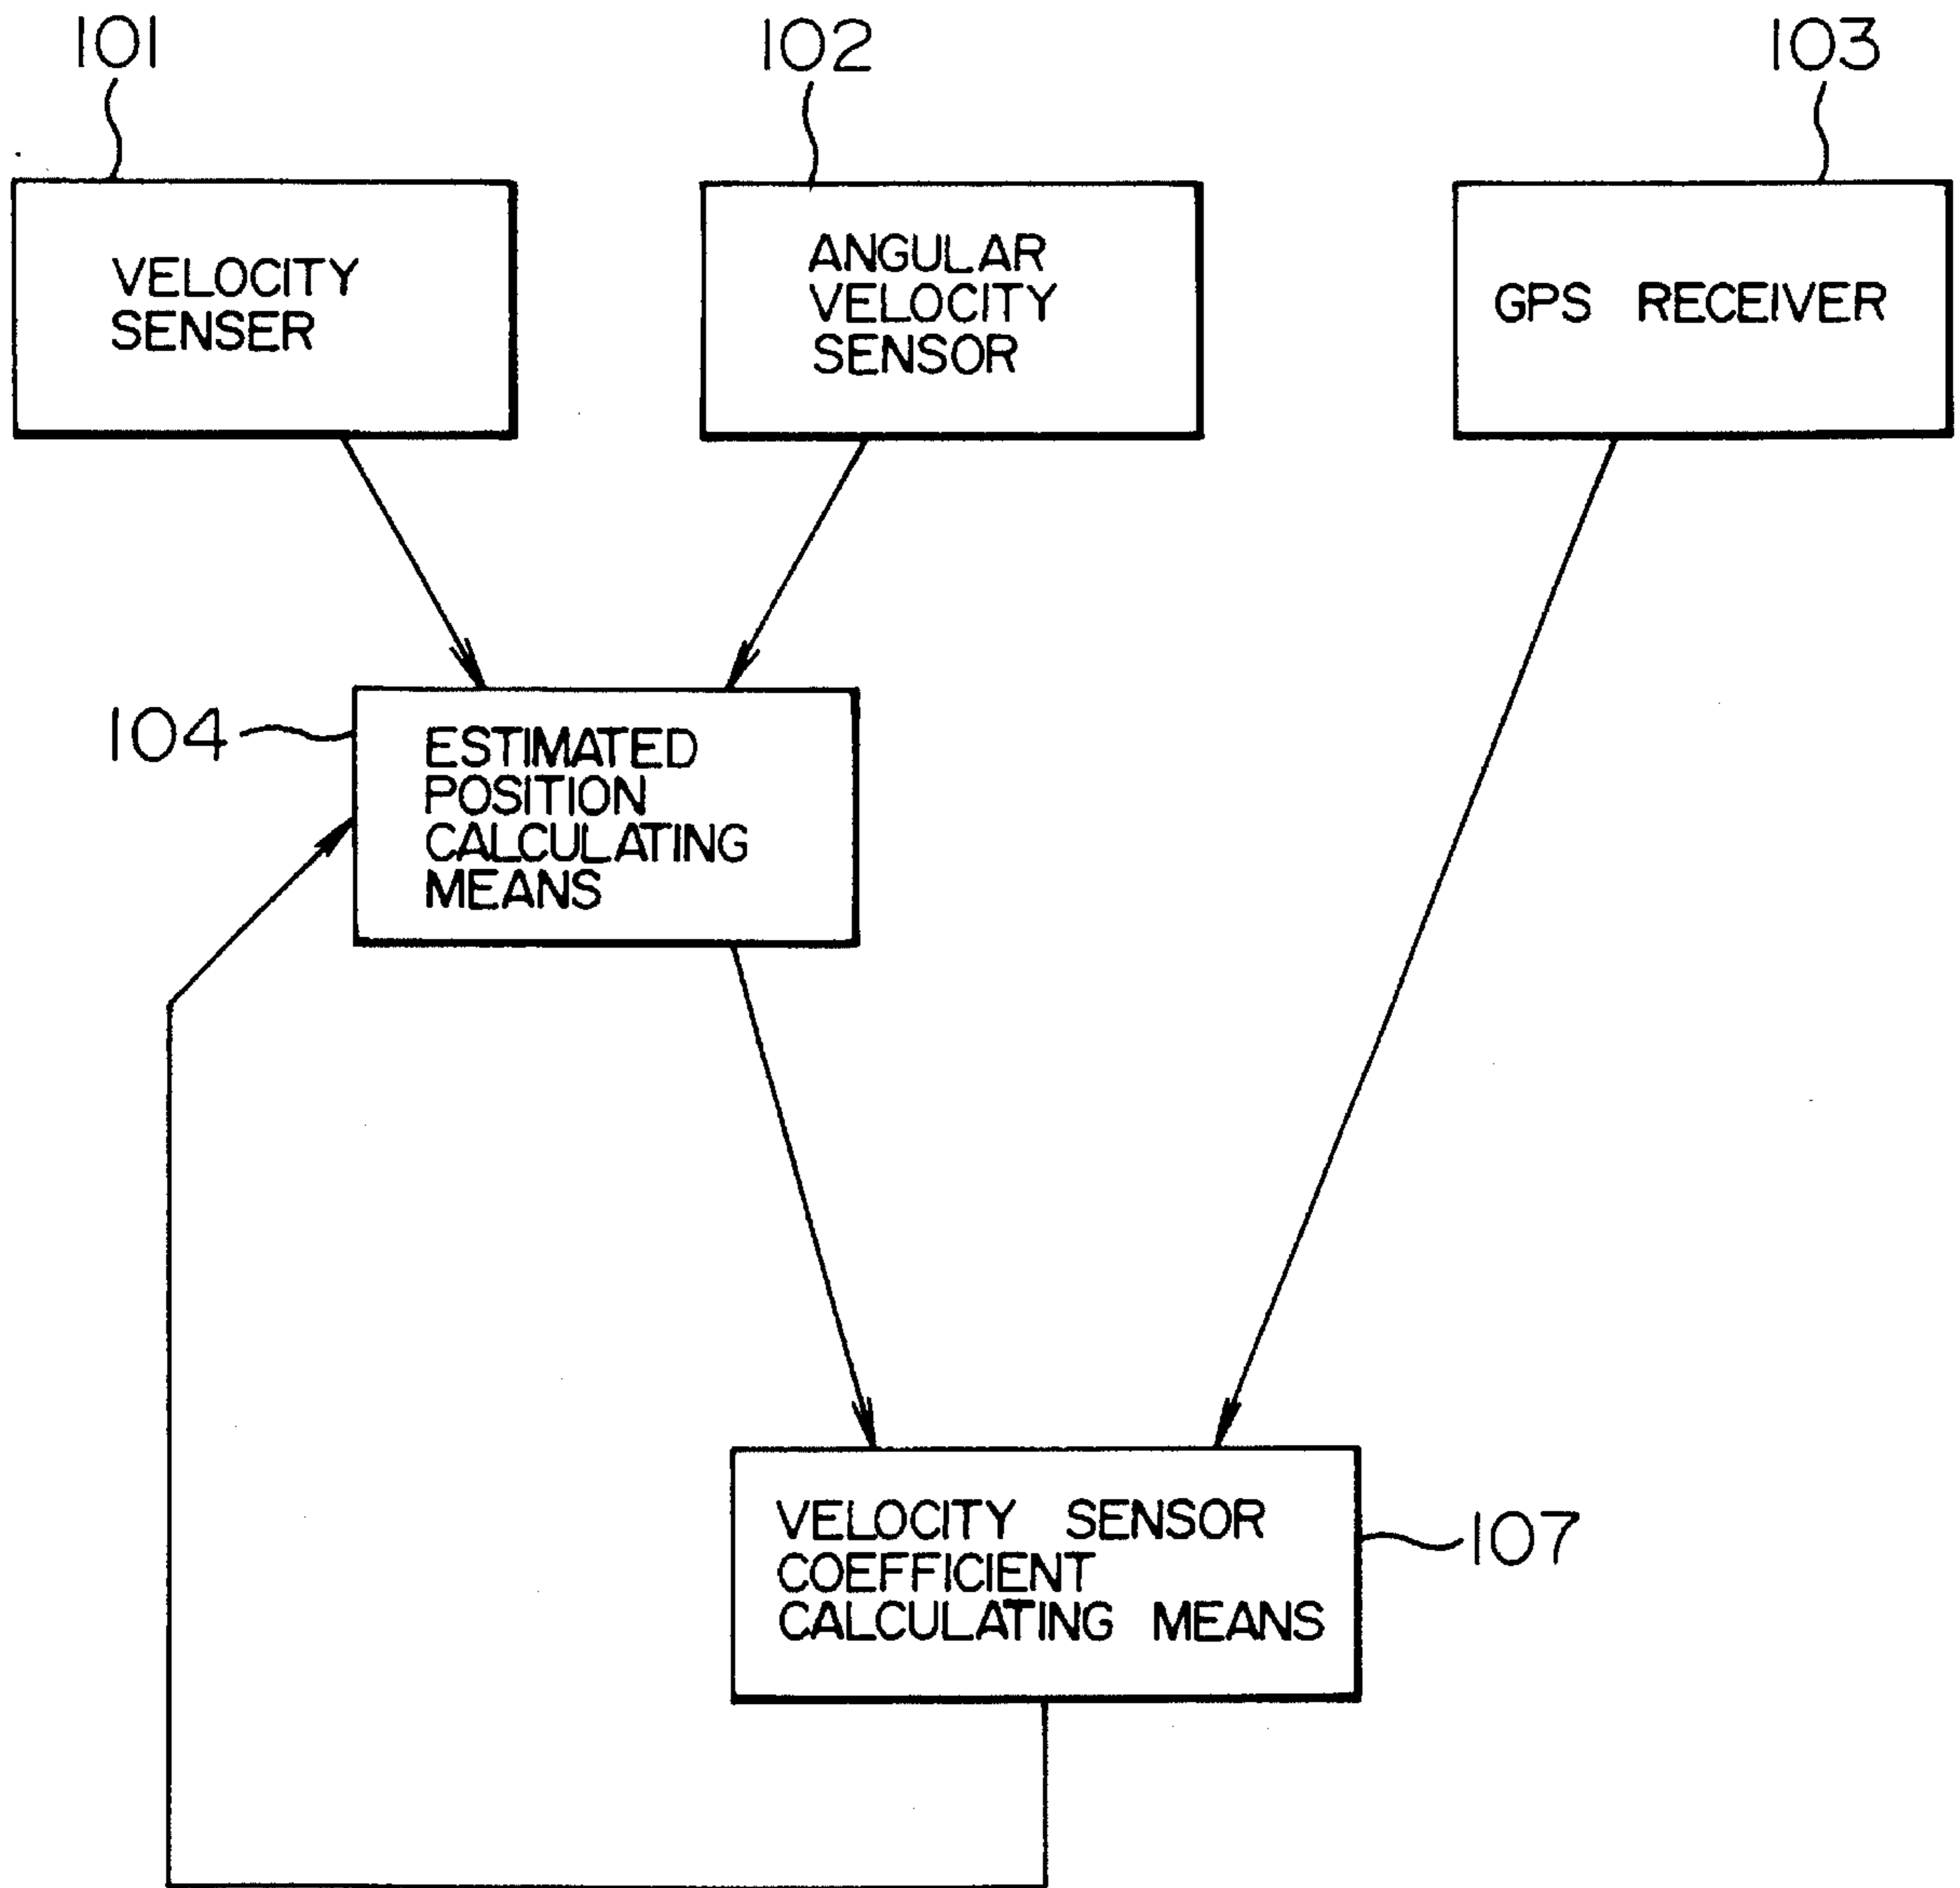 101
102
103
VELOCITY
SENSER
ANGULAR
VELOCITY
SENSOR
GPS RECEIVER
104
ESTIMATED
POSITION
CALCULATING
MEANS
VELOCITY SENSOR
COEFFICIENT
CALCULATING MEANS
107